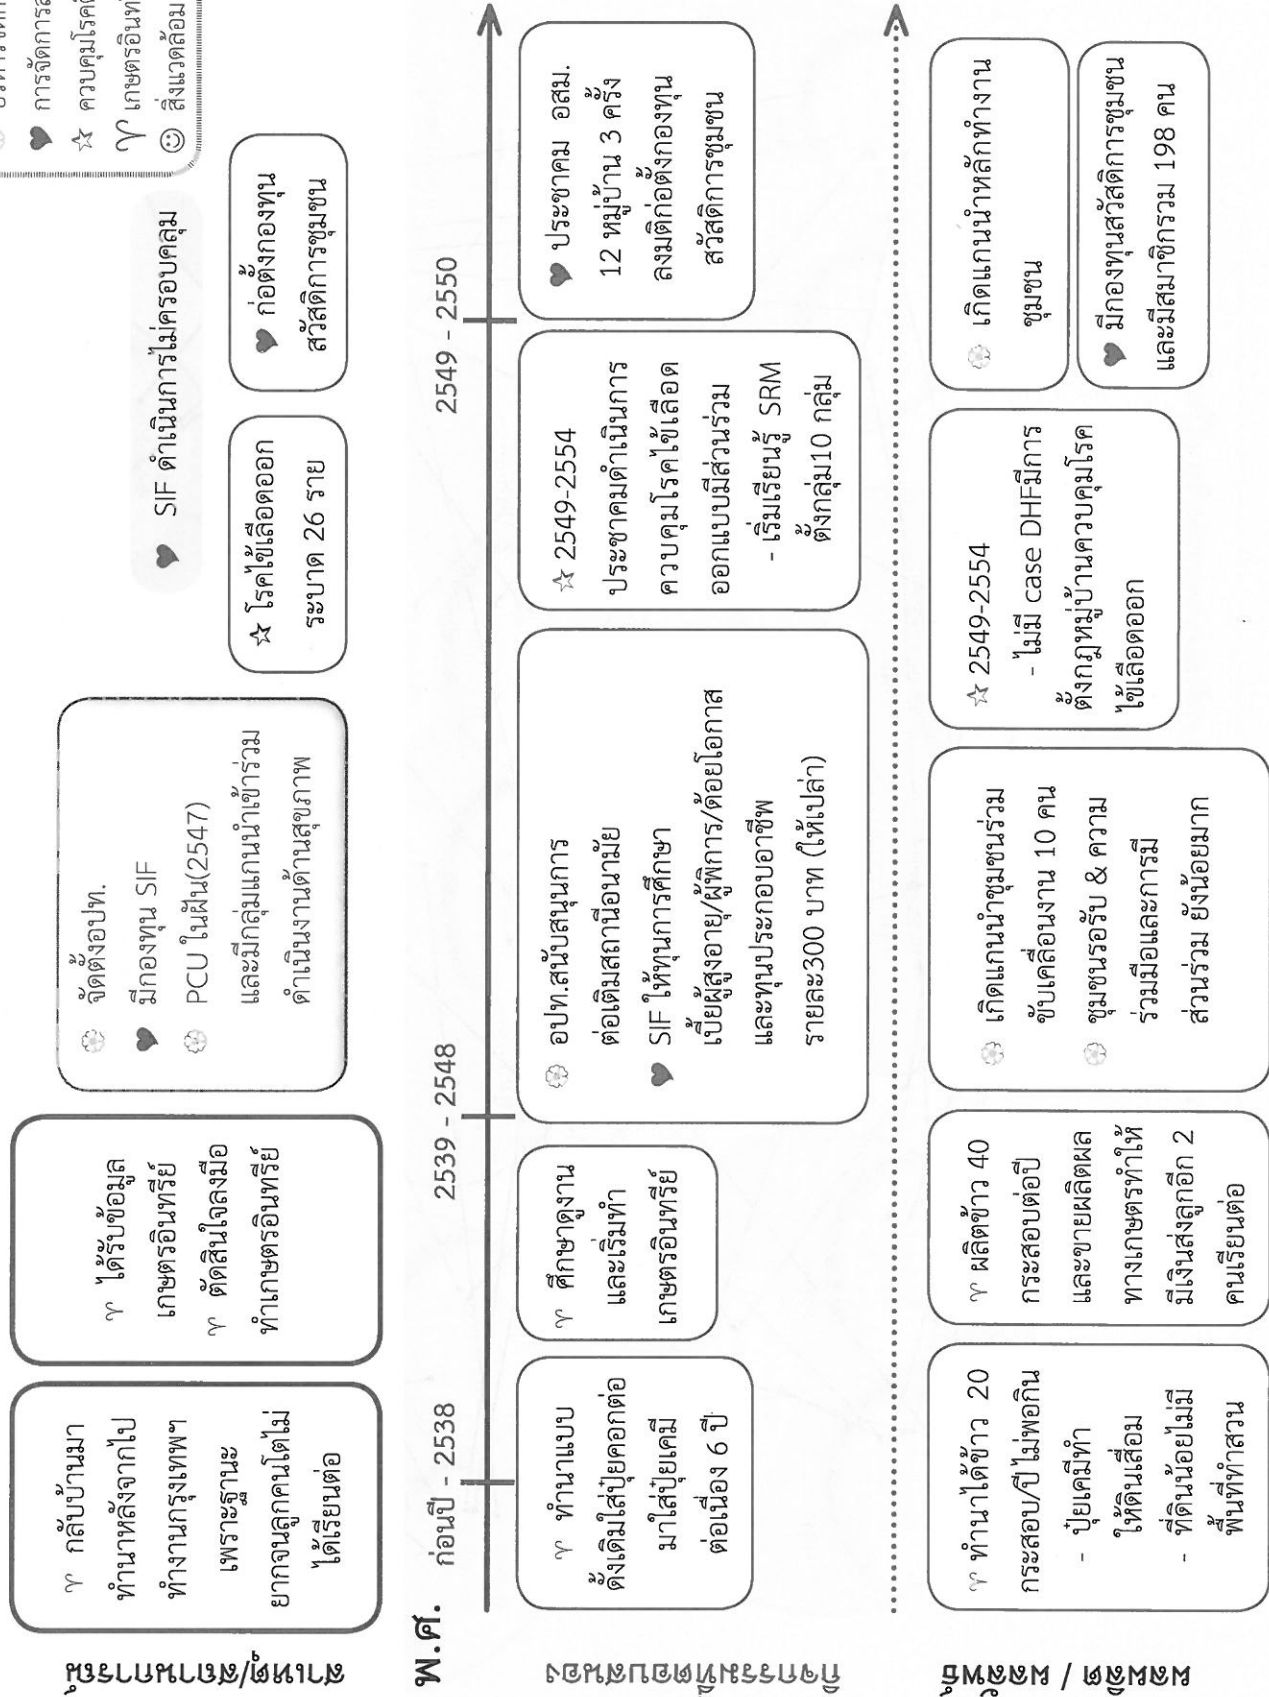 การจัดการส
ควบคุมโรค
เกษตรอินท
สิ่งแวดล้อม
สาเหตุ/สถานการณ์
♈ กลับบ้านมา
ทำนาหลังจากไป
ทำงานกรุงเทพฯ
เพราะฐานะ
ยากจนลูกคนโตไม่
ได้เรียนต่อ
♈ ได้รับข้อมูล
เกษตรอินทรีย์
♈ ตัดสินใจลงมือ
ทำเกษตรอินทรีย์
จัดตั้งอปท.
มีกองทุน SIF
PCU ในฝัน(2547)
และมีกลุ่มแกนนำเข้าร่วม
ดำเนินงานด้านสุขภาพ
♥ SIF ดำเนินการไม่ครอบคลุม
☆ โรคไข้เลือดออก
ระบาด 26 ราย
♥ ก่อตั้งกองทุน
สวัสดิการชุมชน
พ.ศ.
ก่อนปี - 2538
2539 - 2548
2549 - 2550
กิจกรรมที่ตอบสนอง
♈ ทำนาแบบ
ดั้งเดิมใส่ปุ๋ยคอกต่อ
มาใส่ปุ๋ยเคมี
ต่อเนื่อง 6 ปี
♈ ศึกษาดูงาน
และเริ่มทำ
เกษตรอินทรีย์
อปท.สนับสนุนการ
ต่อเติมสถานีอนามัย
♥ SIF ให้ทุนการศึกษา
เบี้ยผู้สูงอายุ/ผู้พิการ/ด้อยโอกาส
และทุนประกอบอาชีพ
รายละ300 บาท (ให้เปล่า)
☆ 2549-2554
ประชาคมดำเนินการ
ควบคุมโรคไข้เลือด
ออกแบบมีส่วนร่วม
- เริ่มเรียนรู้ SRM
ตั้งกลุ่ม10 กลุ่ม
♥ ประชาคม อสม.
12 หมู่บ้าน 3 ครั้ง
ลงมติก่อตั้งกองทุน
สวัสดิการชุมชน
ผลผลิต / ผลลัพธ์
♈ ทำนาได้ข้าว 20
กระสอบ/ปี ไม่พอกิน
- ปุ๋ยเคมีทำ
ให้ดินเสื่อม
- ที่ดินน้อยไม่มี
พื้นที่ทำสวน
♈ ผลิตข้าว 40
กระสอบต่อปี
และขายผลิตผล
ทางเกษตรทำให้
มีเงินส่งลูกอีก 2
คนเรียนต่อ
เกิดแกนนำชุมชนร่วม
ขับเคลื่อนงาน 10 คน
ชุมชนรอรับ & ความ
ร่วมมือและการมี
ส่วนร่วม ยังน้อยมาก
☆ 2549-2554
- ไม่มี case DHFมีการ
ตั้งกฎหมู่บ้านควบคุมโรค
ไข้เลือดออก
เกิดแกนนำหลักทำงาน
ชุมชน
♥ มีกองทุนสวัสดิการชุมชน
และมีสมาชิกรวม 198 คน